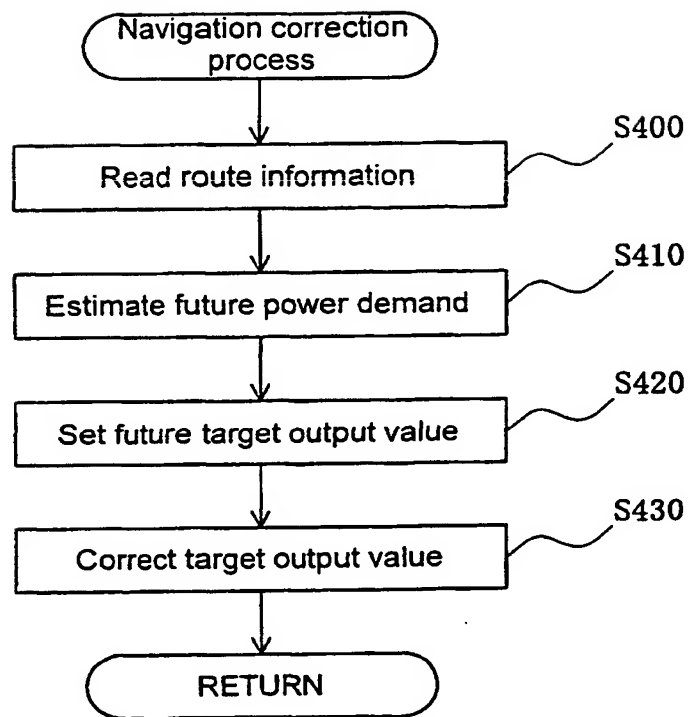 Navigation correction
process
S400
Read route information
S410
Estimate future power demand
S420
Set future target output value
S430
Correct target output value
RETURN